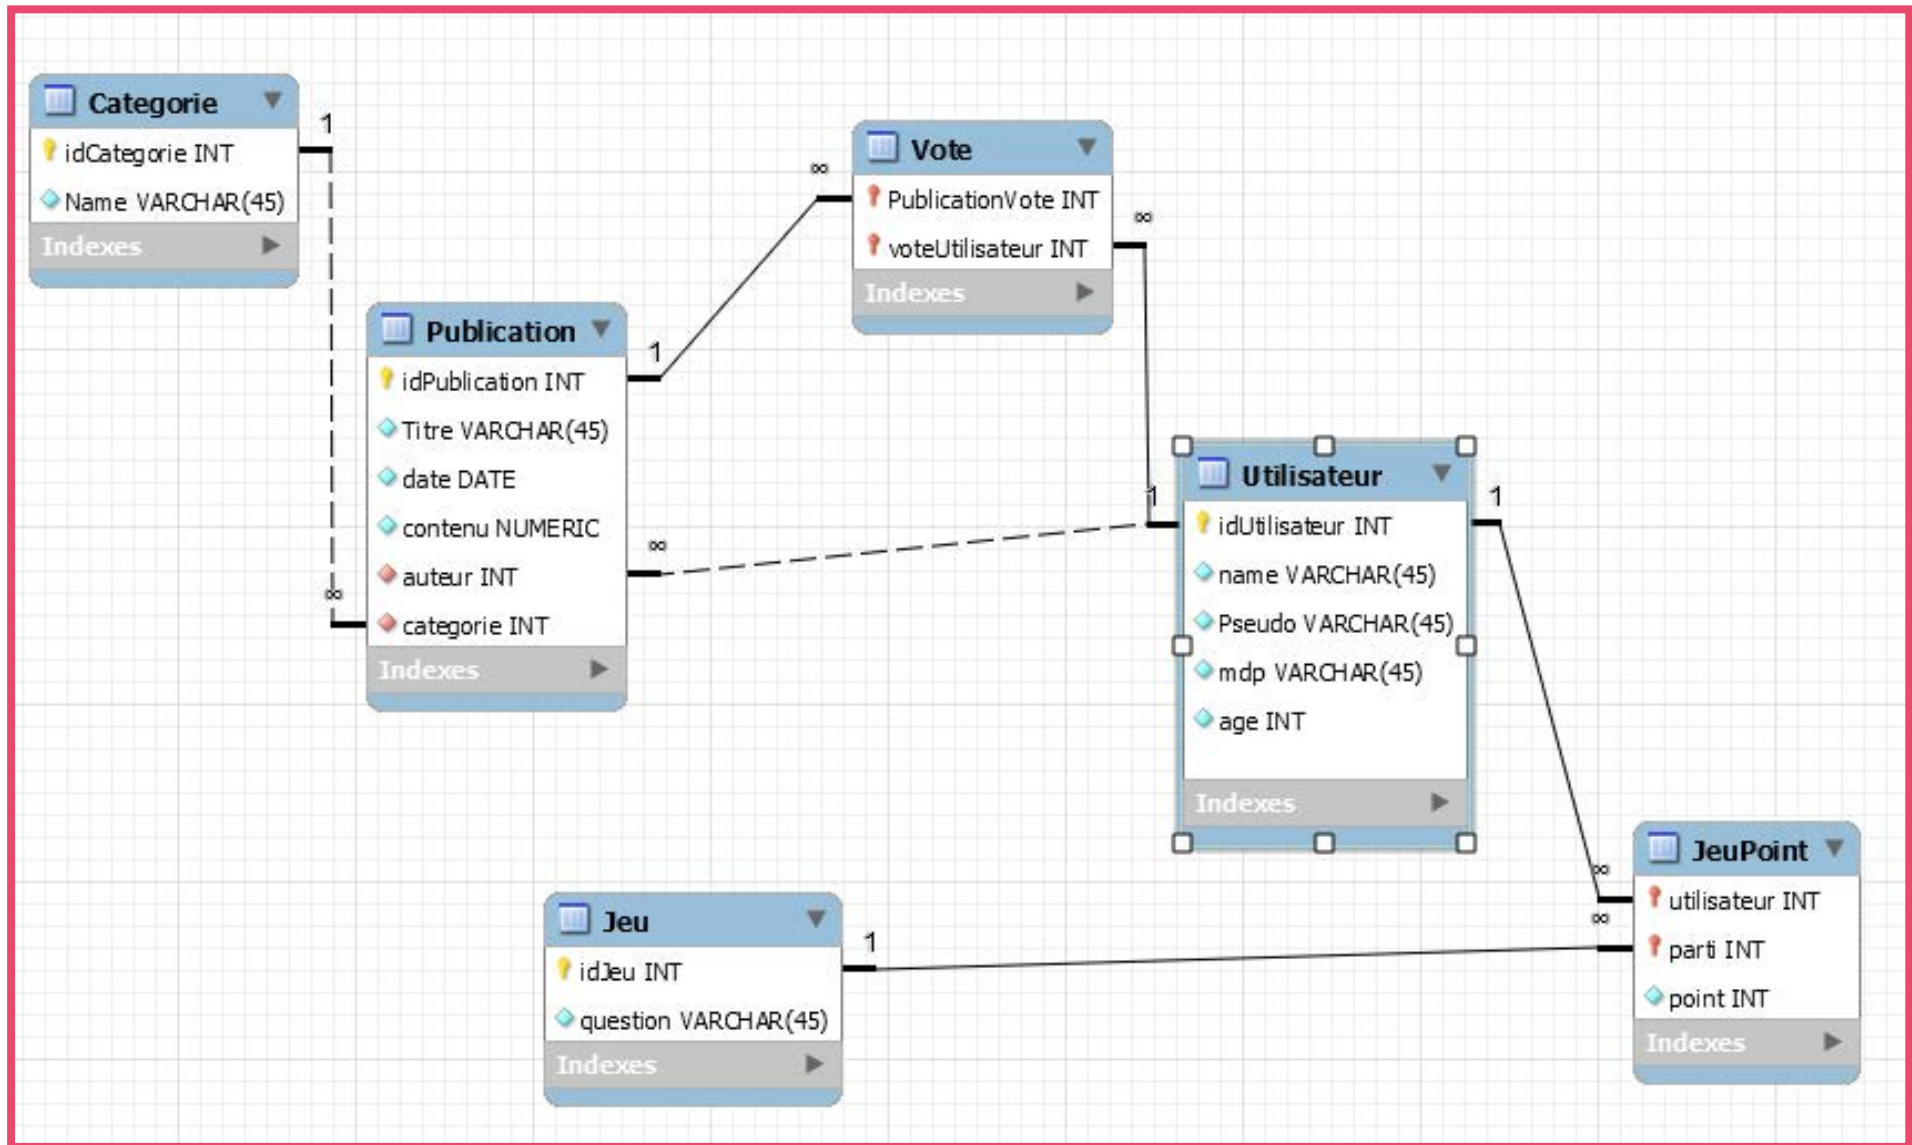 Categorie
idCategorie INT
Name VARCHAR(45)
Indexes
1
∞
Publication
idPublication INT
Titre VARCHAR(45)
date DATE
contenu NUMERIC
auteur INT
categorie INT
Indexes
1
∞
∞
Vote
PublicationVote INT
voteUtilisateur INT
Indexes
∞
1
Utilisateur
idUtilisateur INT
name VARCHAR(45)
Pseudo VARCHAR(45)
mdp VARCHAR(45)
age INT
Indexes
1
Jeu
idJeu INT
question VARCHAR(45)
Indexes
1
∞
∞
JeuPoint
utilisateur INT
parti INT
point INT
Indexes